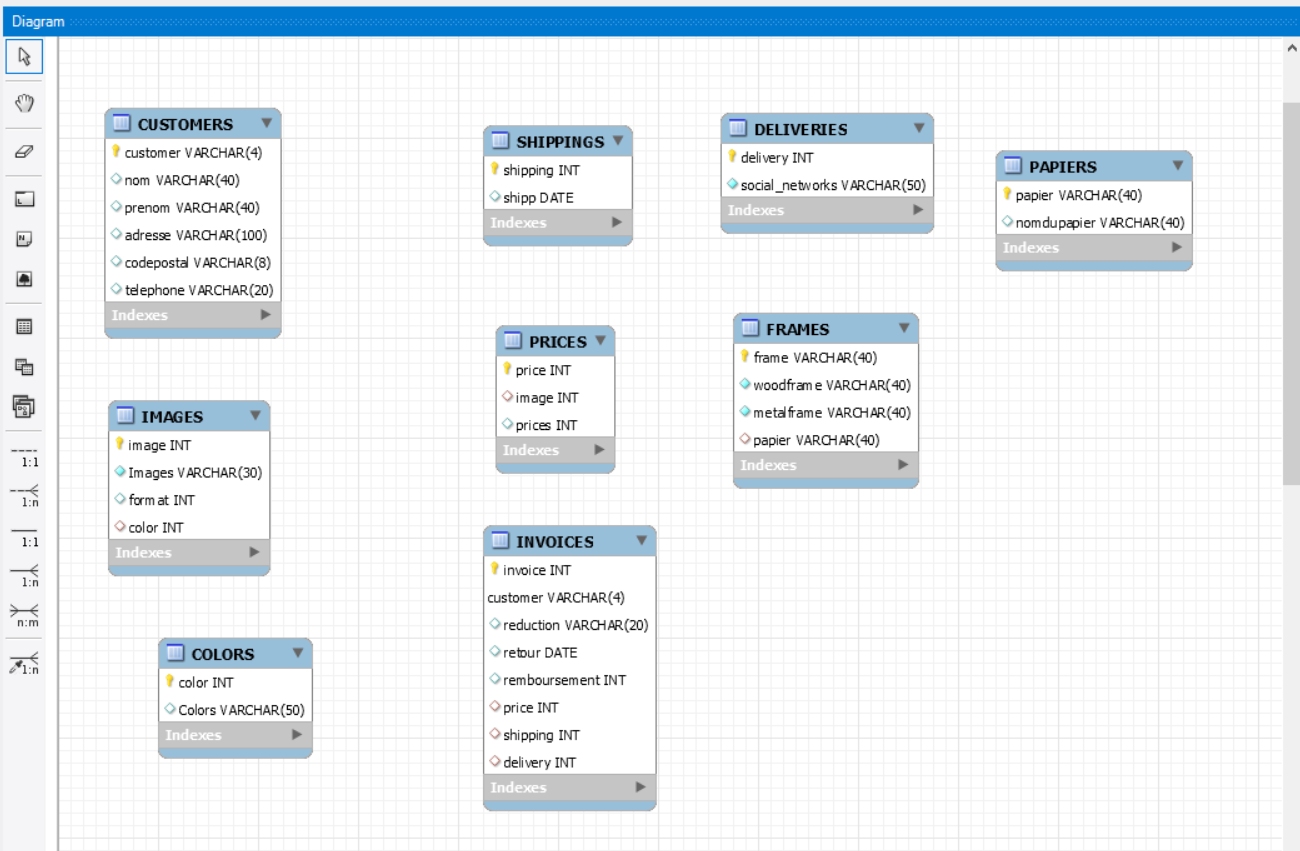 Diagram
CUSTOMERS
customer VARCHAR(4)
nom VARCHAR(40)
prenom VARCHAR(40)
adresse VARCHAR(100)
codepostal VARCHAR(8)
telephone VARCHAR(20)
Indexes
SHIPPINGS
shipping INT
shipp DATE
Indexes
DELIVERIES
delivery INT
social_networks VARCHAR(50)
Indexes
PAPIERS
papier VARCHAR(40)
nomdupapier VARCHAR(40)
Indexes
PRICES
price INT
image INT
prices INT
Indexes
FRAMES
frame VARCHAR(40)
woodframe VARCHAR(40)
metalframe VARCHAR(40)
papier VARCHAR(40)
Indexes
IMAGES
image INT
Images VARCHAR(30)
format INT
color INT
Indexes
INVOICES
invoice INT
customer VARCHAR(4)
reduction VARCHAR(20)
retour DATE
remboursement INT
price INT
shipping INT
delivery INT
Indexes
COLORS
color INT
Colors VARCHAR(50)
Indexes
1:1
1:n
1:1
1:n
n:m
1:n